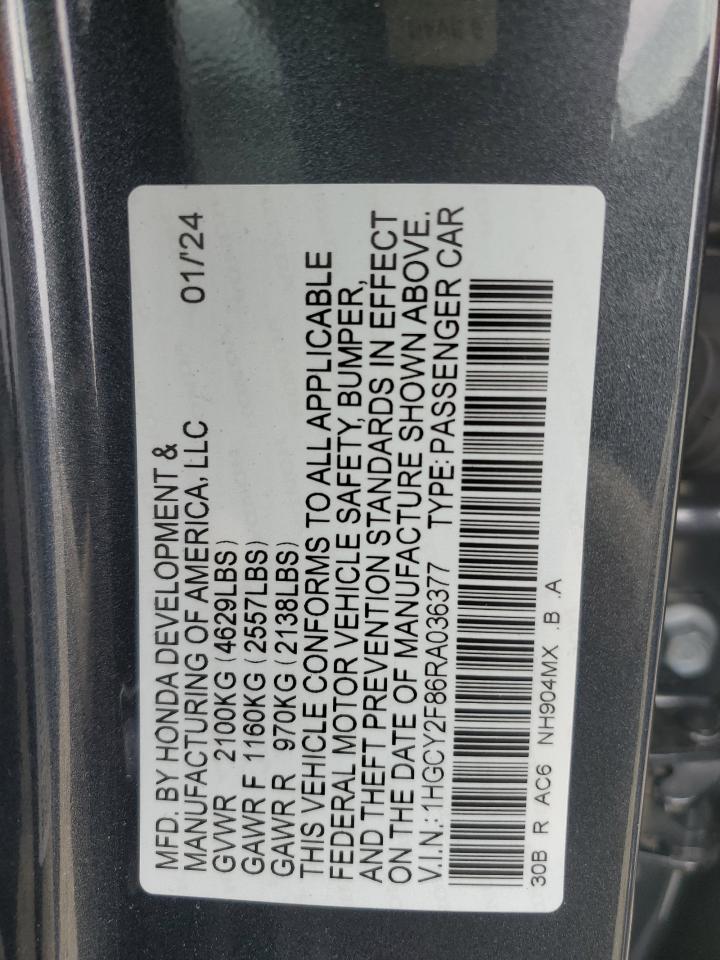 MFD. BY HONDA DEVELOPMENT &
MANUFACTURING OF AMERICA, LLC 01/'24
GVWR 2100KG (4629LBS)
GAWR F 1160KG (2557LBS)
GAWR R 970KG (2138LBS)
THIS VEHICLE CONFORMS TO ALL APPLICABLE
FEDERAL MOTOR VEHICLE SAFETY, BUMPER,
AND THEFT PREVENTION STANDARDS IN EFFECT
ON THE DATE OF MANUFACTURE SHOWN ABOVE.
V.I.N.: 1HGCY2F86RA036377 TYPE: PASSENGER CAR
30B R AC6 NH904MX .B .A